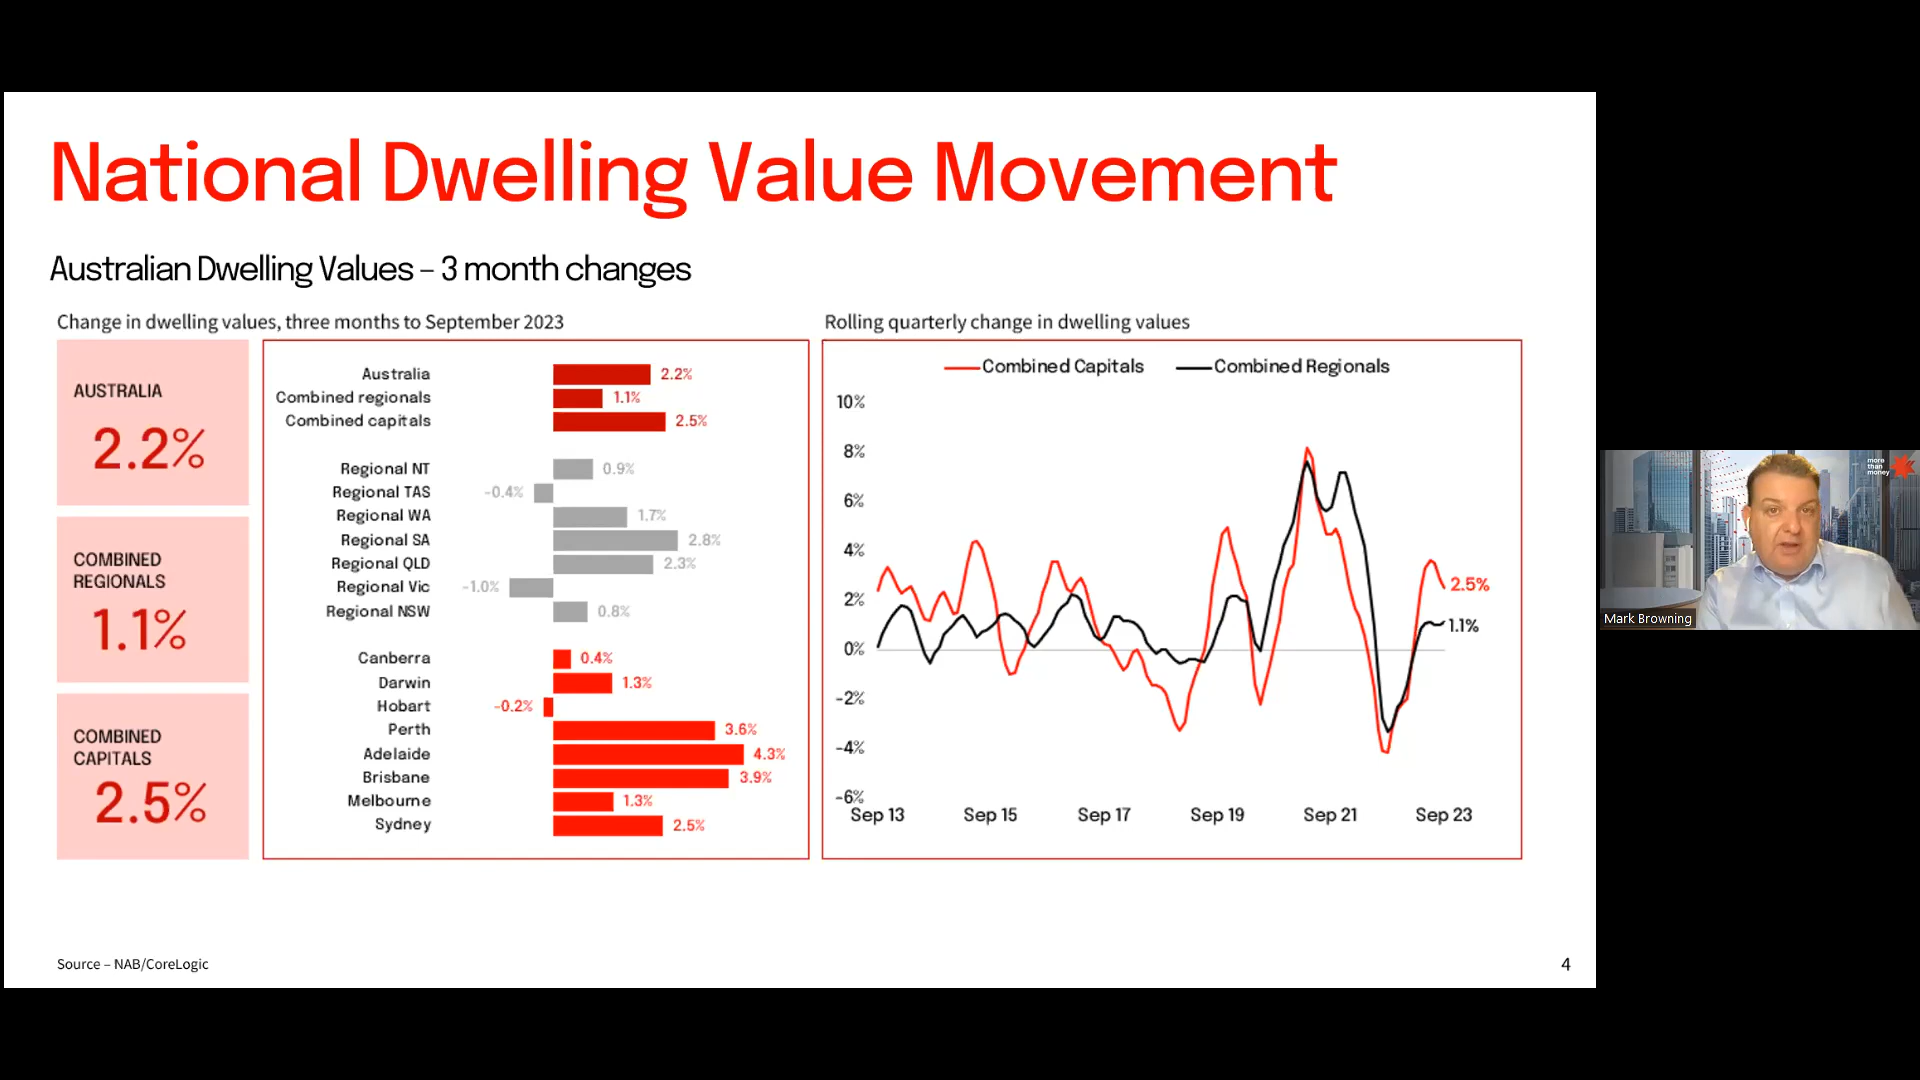 National Dwelling Value Movement
Australian Dwelling Values – 3 month changes
Change in dwelling values, three months to September 2023
AUSTRALIA
2.2%
COMBINED
REGIONALS
1.1%
COMBINED
CAPITALS
2.5%
Australia 2.2%
Combined regionals 1.1%
Combined capitals 2.5%
Regional NT 0.9%
Regional TAS -0.4%
Regional WA 1.7%
Regional SA 2.8%
Regional QLD 2.3%
Regional Vic -1.0%
Regional NSW 0.8%
Canberra 0.4%
Darwin 1.3%
Hobart -0.2%
Perth 3.6%
Adelaide 4.3%
Brisbane 3.9%
Melbourne 1.3%
Sydney 2.5%
Rolling quarterly change in dwelling values
Combined Capitals Combined Regionals
10%
8%
6%
4%
2%
0%
-2%
-4%
-6%
2.5%
1.1%
Sep 13 Sep 15 Sep 17 Sep 19 Sep 21 Sep 23
Source – NAB/CoreLogic
4
more
than
money
Mark Browning